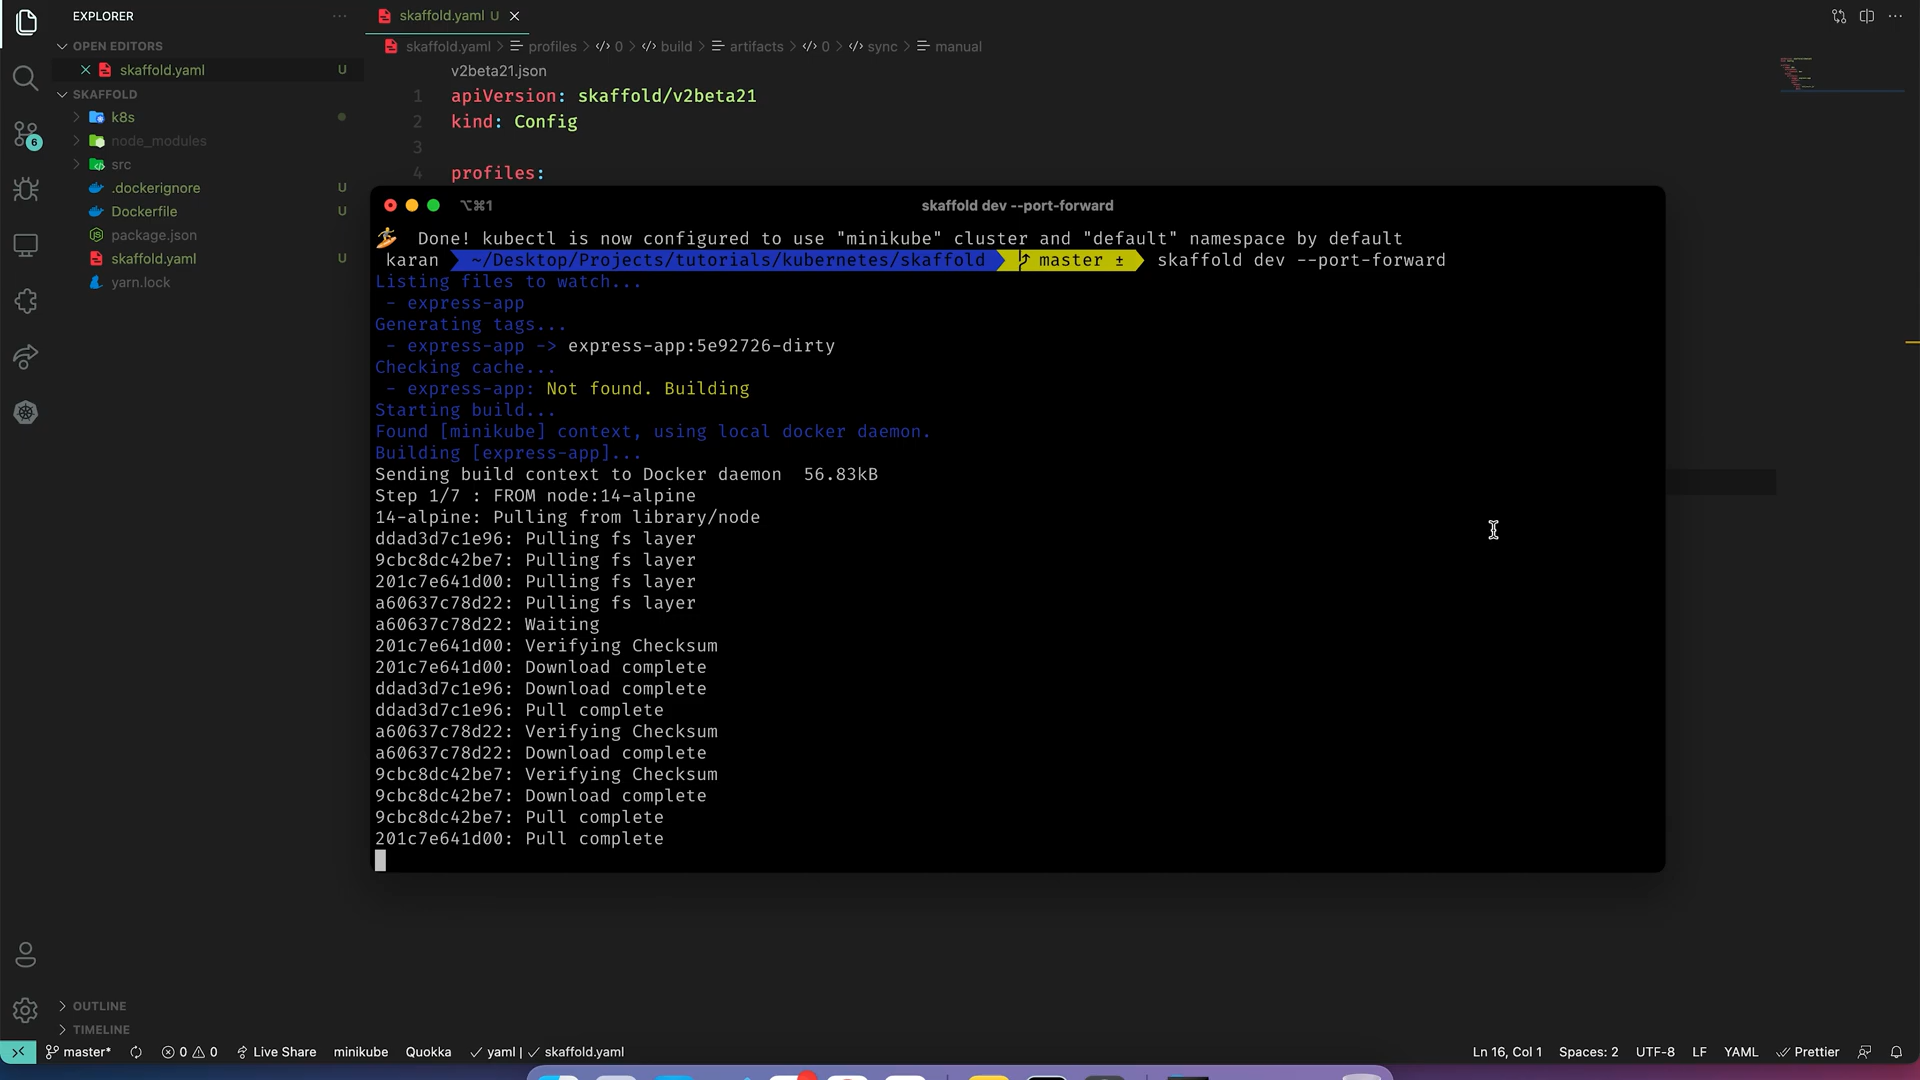 EXPLORER
skaffold.yaml U
OPEN EDITORS
skaffold.yaml > profiles > 0 > build > artifacts > 0 > sync > manual
skaffold.yaml U
v2beta21.json
SKAFFOLD
1 apiVersion: skaffold/v2beta21
k8s
2 kind: Config
6
node_modules
3
src
4 profiles:
.dockerignore U
Dockerfile U
package.json
skaffold.yaml U
yarn.lock
⌥⌘1
skaffold dev --port-forward
Done! kubectl is now configured to use "minikube" cluster and "default" namespace by default
karan ~/Desktop/Projects/tutorials/kubernetes/skaffold master ± skaffold dev --port-forward
Listing files to watch...
- express-app
Generating tags...
- express-app -> express-app:5e92726-dirty
Checking cache...
- express-app: Not found. Building
Starting build...
Found [minikube] context, using local docker daemon.
Building [express-app]...
Sending build context to Docker daemon 56.83kB
Step 1/7 : FROM node:14-alpine
14-alpine: Pulling from library/node
ddad3d7c1e96: Pulling fs layer
9cbc8dc42be7: Pulling fs layer
201c7e641d00: Pulling fs layer
a60637c78d22: Pulling fs layer
a60637c78d22: Waiting
201c7e641d00: Verifying Checksum
201c7e641d00: Download complete
ddad3d7c1e96: Download complete
ddad3d7c1e96: Pull complete
a60637c78d22: Verifying Checksum
a60637c78d22: Download complete
9cbc8dc42be7: Verifying Checksum
9cbc8dc42be7: Download complete
9cbc8dc42be7: Pull complete
201c7e641d00: Pull complete
OUTLINE
TIMELINE
master* 0 0 Live Share minikube Quokka yaml | skaffold.yaml Ln 16, Col 1 Spaces: 2 UTF-8 LF YAML Prettier